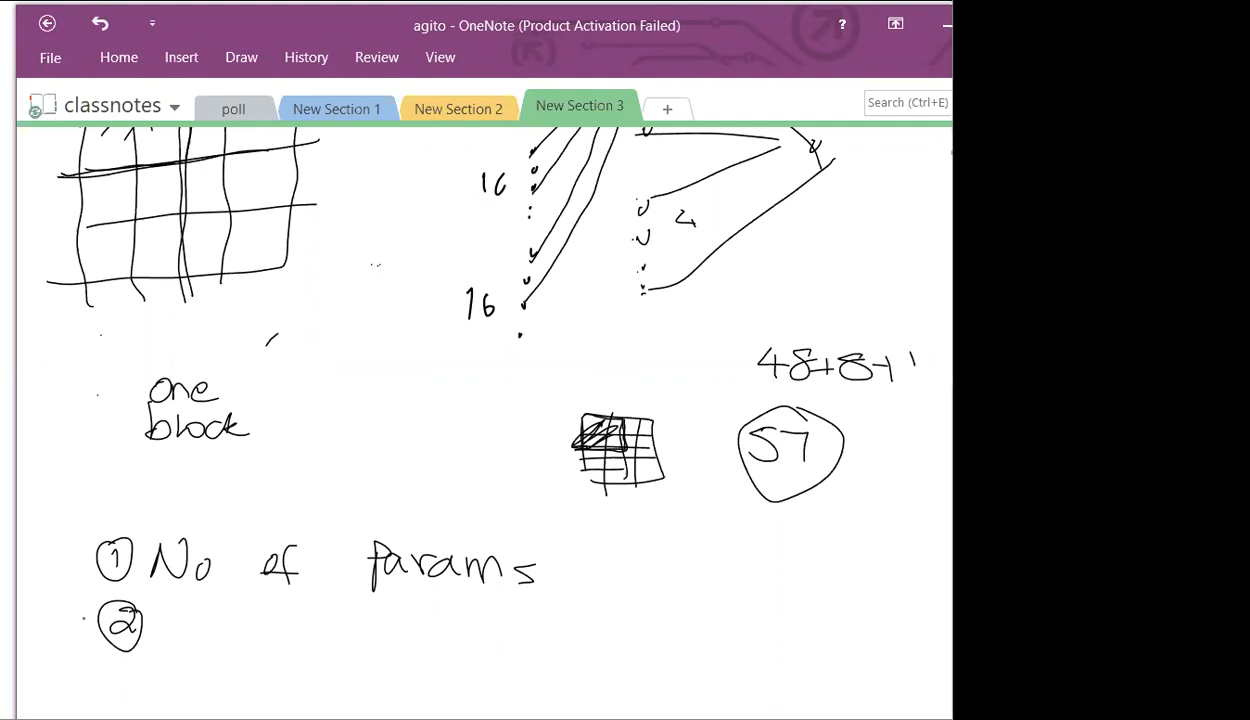 agito - OneNote (Product Activation Failed)
?
File Home Insert Draw History Review View
classnotes poll New Section 1 New Section 2 New Section 3 + Search (Ctrl+E)
16
4
16
48+8+1
one
block
57
① No of Params
②